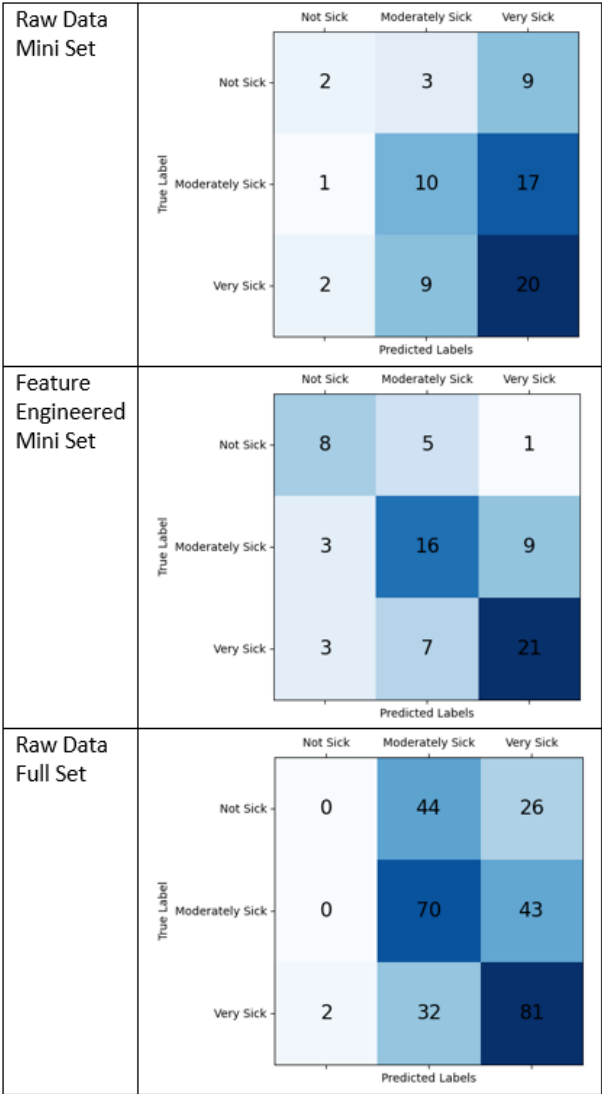 Raw Data
Mini Set
Not Sick Moderately Sick Very Sick
True Label
Not Sick 2 3 9
Moderately Sick 1 10 17
Very Sick 2 9 20
Predicted Labels
Feature
Engineered
Mini Set
Not Sick Moderately Sick Very Sick
True Label
Not Sick 8 5 1
Moderately Sick 3 16 9
Very Sick 3 7 21
Predicted Labels
Raw Data
Full Set
Not Sick Moderately Sick Very Sick
True Label
Not Sick 0 44 26
Moderately Sick 0 70 43
Very Sick 2 32 81
Predicted Labels